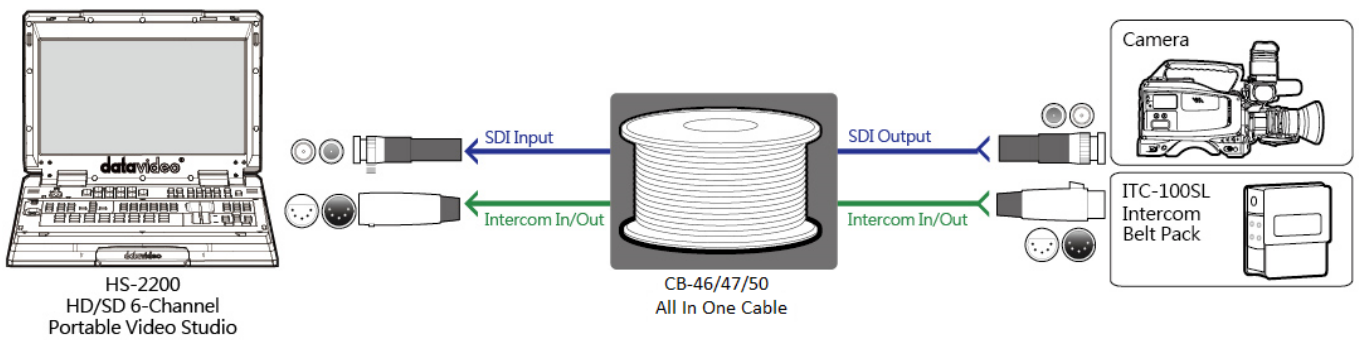 datavideo
datavideo
HS-2200
HD/SD 6-Channel
Portable Video Studio
SDI Input
Intercom In/Out
CB-46/47/50
All In One Cable
SDI Output
Intercom In/Out
Camera
ITC-100SL
Intercom
Belt Pack